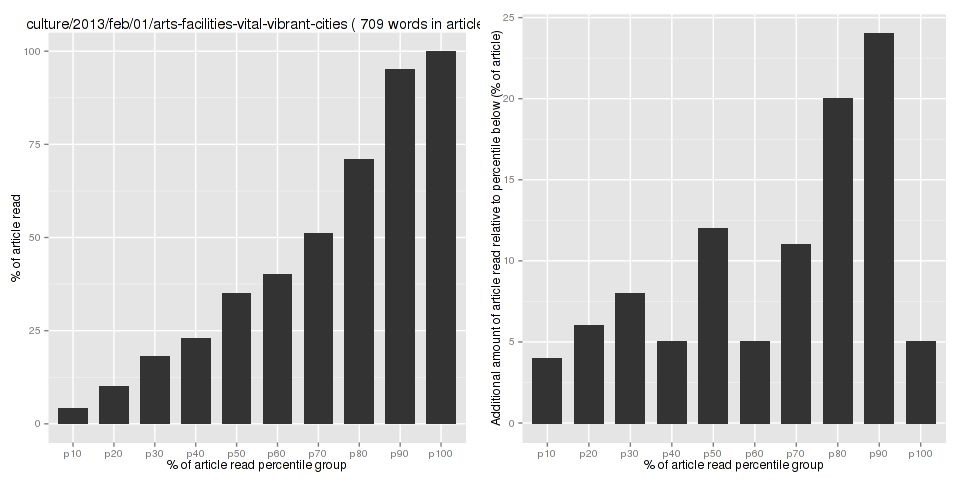 culture/2013/feb/01/arts-facilities-vital-vibrant-cities ( 709 words in article
100
75
50
25
0
% of article read
p10 p20 p30 p40 p50 p60 p70 p80 p90 p100
% of article read percentile group
25
20
15
10
5
0
Additional amount of article read relative to percentile below (% of article)
p10 p20 p30 p40 p50 p60 p70 p80 p90 p100
% of article read percentile group